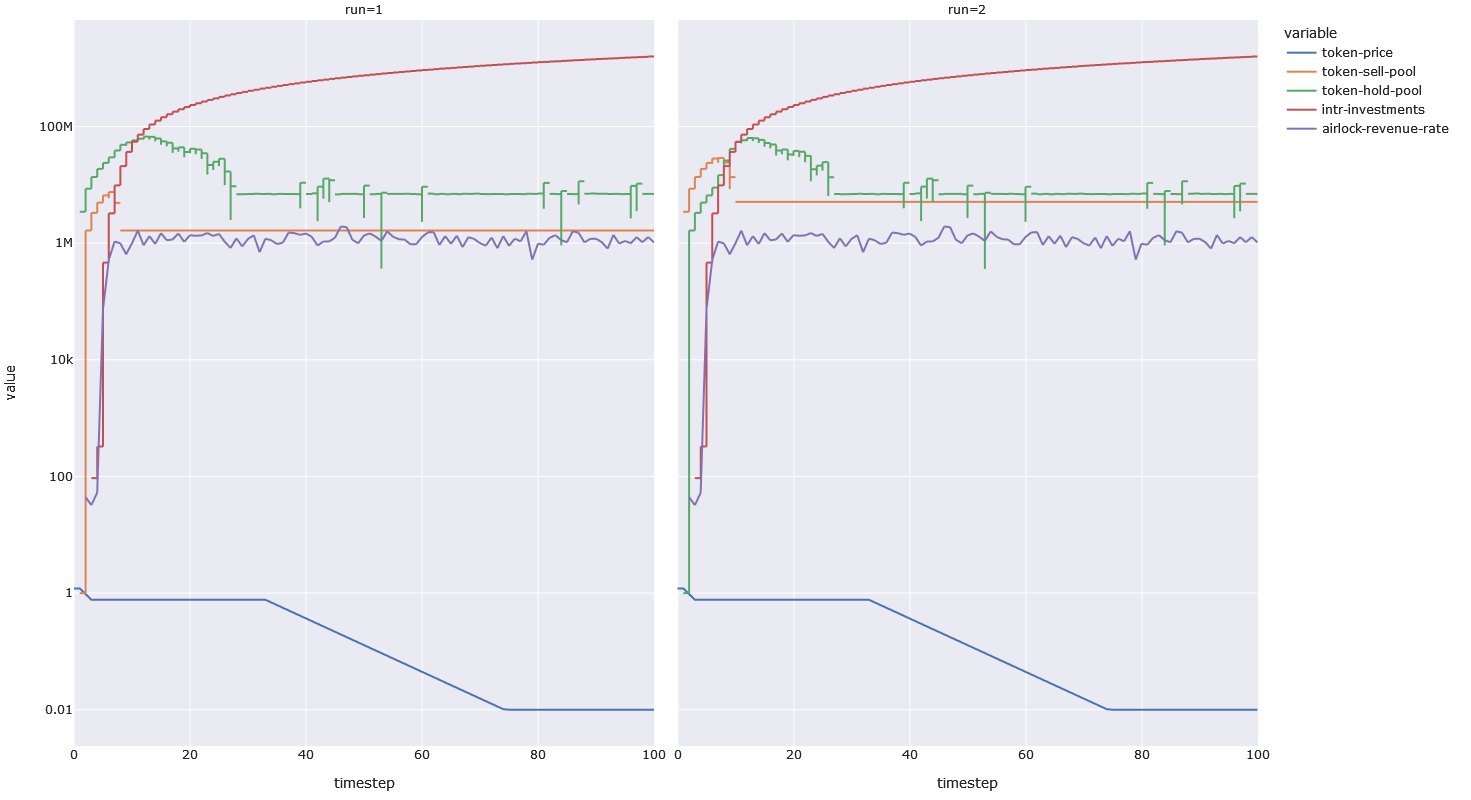 run=1
run=2
variable
token-price
token-sell-pool
token-hold-pool
intr-investments
airlock-revenue-rate
100M
1M
10k
100
1
0.01
value
0 20 40 60 80 100
0 20 40 60 80 100
timestep
timestep